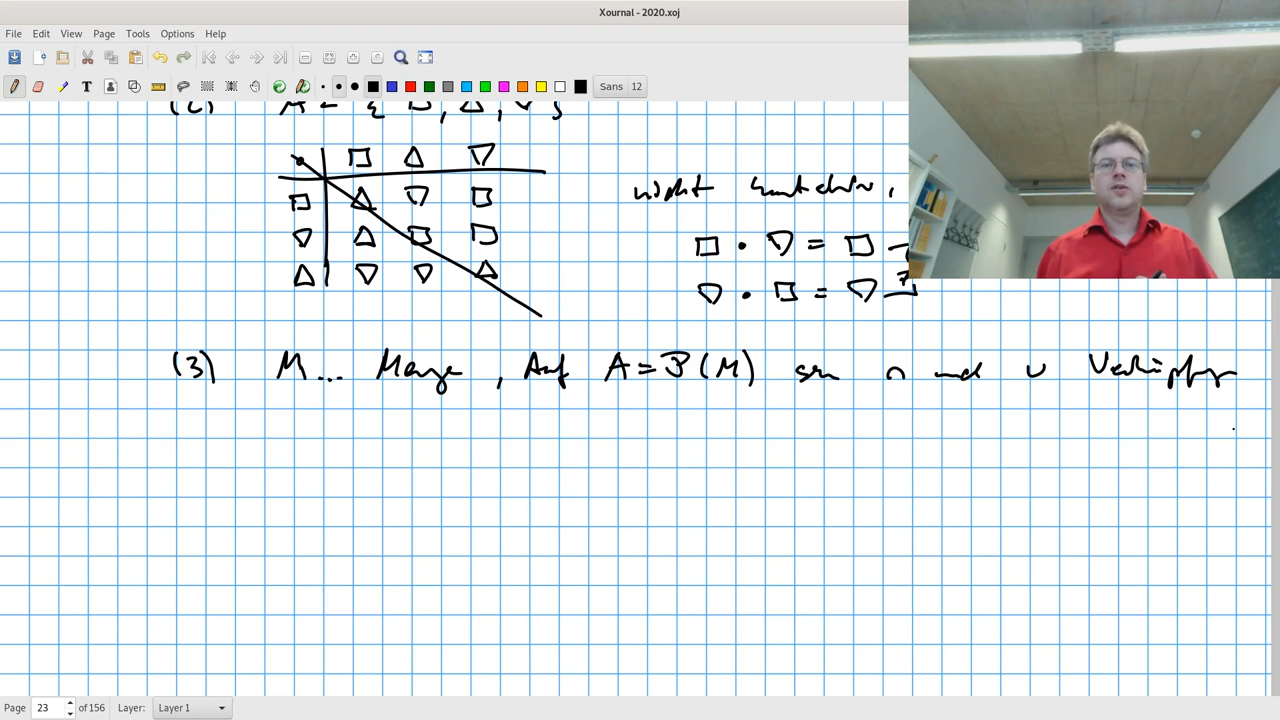 Xournal - 2020.xoj
File Edit View Page Tools Options Help
Sans 12
(2) A = { □, △, ▽ }
∘ □ △ ▽
□ △ ▽ □
▽ △ □ □
△ ▽ ▽ △
nicht
□ · ▽ = □
▽ · □ = ▽
(3) M... Menge, Auf A = P(M) sind ∩ und ∪ Verknüpfungen
Page 23 of 156 Layer: Layer 1